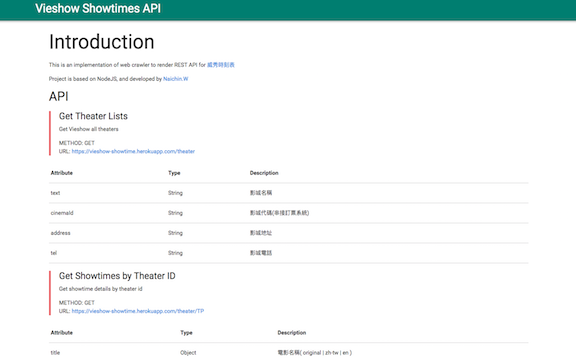 Vieshow Showtimes API
Introduction
This is an implementation of web crawler to render REST API for 威秀時刻表
Project is based on NodeJS, and developed by Naichin.W
API
Get Theater Lists
Get Vieshow all theaters
METHOD: GET
URL: https://vieshow-showtime.herokuapp.com/theater
Attribute Type Description
text String 影城名稱
cinemaId String 影城代碼(串接訂票系統)
address String 影城地址
tel String 影城電話
Get Showtimes by Theater ID
Get showtime details by theater id
METHOD: GET
URL: https://vieshow-showtime.herokuapp.com/theater/TP
Attribute Type Description
title Object 電影名稱{ original | zh-tw | en }